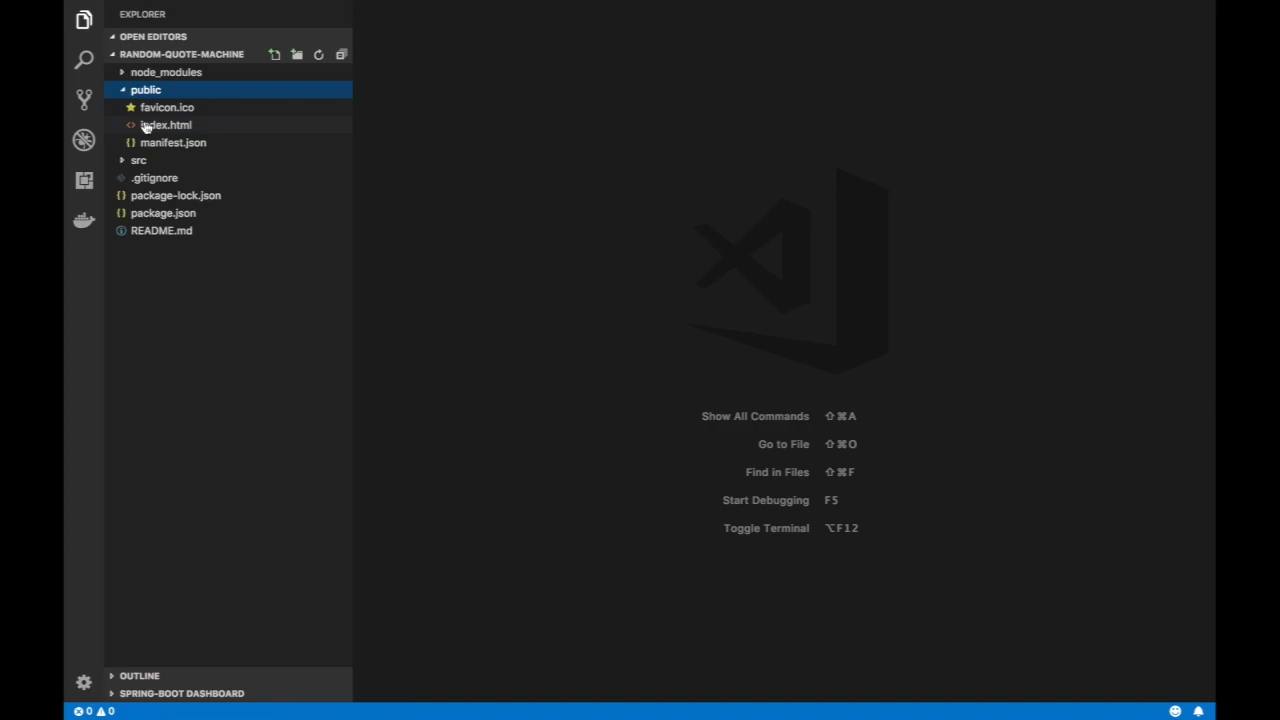 EXPLORER
OPEN EDITORS
RANDOM-QUOTE-MACHINE
node_modules
public
favicon.ico
index.html
manifest.json
src
.gitignore
package-lock.json
package.json
README.md
Show All Commands ⇧⌘A
Go to File ⇧⌘O
Find in Files ⇧⌘F
Start Debugging F5
Toggle Terminal ⌥F12
OUTLINE
SPRING-BOOT DASHBOARD
0 0